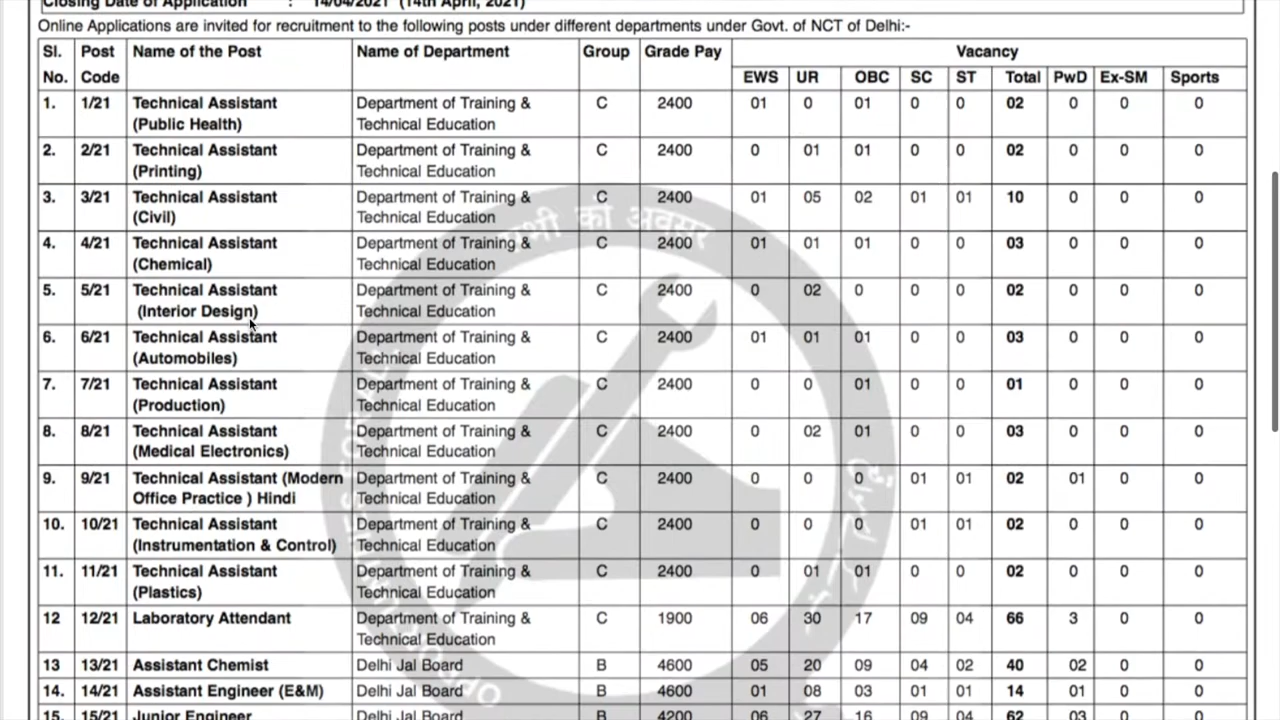 Closing Date of Application : 14/04/2021 (14th April, 2021)
Online Applications are invited for recruitment to the following posts under different departments under Govt. of NCT of Delhi:-
Sl. Post Name of the Post Name of Department Group Grade Pay Vacancy
No. Code EWS UR OBC SC ST Total PwD Ex-SM Sports
1. 1/21 Technical Assistant Department of Training & C 2400 01 0 01 0 0 02 0 0 0
(Public Health) Technical Education
2. 2/21 Technical Assistant Department of Training & C 2400 0 01 01 0 0 02 0 0 0
(Printing) Technical Education
3. 3/21 Technical Assistant Department of Training & C 2400 01 05 02 01 01 10 0 0 0
(Civil) Technical Education
4. 4/21 Technical Assistant Department of Training & C 2400 01 01 01 0 0 03 0 0 0
(Chemical) Technical Education
5. 5/21 Technical Assistant Department of Training & C 2400 0 02 0 0 0 02 0 0 0
(Interior Design) Technical Education
6. 6/21 Technical Assistant Department of Training & C 2400 01 01 01 0 0 03 0 0 0
(Automobiles) Technical Education
7. 7/21 Technical Assistant Department of Training & C 2400 0 0 01 0 0 01 0 0 0
(Production) Technical Education
8. 8/21 Technical Assistant Department of Training & C 2400 0 02 01 0 0 03 0 0 0
(Medical Electronics) Technical Education
9. 9/21 Technical Assistant (Modern Department of Training & C 2400 0 0 0 01 01 02 01 0 0
Office Practice ) Hindi Technical Education
10. 10/21 Technical Assistant Department of Training & C 2400 0 0 0 01 01 02 0 0 0
(Instrumentation & Control) Technical Education
11. 11/21 Technical Assistant Department of Training & C 2400 0 01 01 0 0 02 0 0 0
(Plastics) Technical Education
12 12/21 Laboratory Attendant Department of Training & C 1900 06 30 17 09 04 66 3 0 0
Technical Education
13 13/21 Assistant Chemist Delhi Jal Board B 4600 05 20 09 04 02 40 02 0 0
14. 14/21 Assistant Engineer (E&M) Delhi Jal Board B 4600 01 08 03 01 01 14 01 0 0
15. 15/21 Junior Engineer Delhi Jal Board B 4200 06 27 16 09 04 62 03 0 0
सभी को अवसर